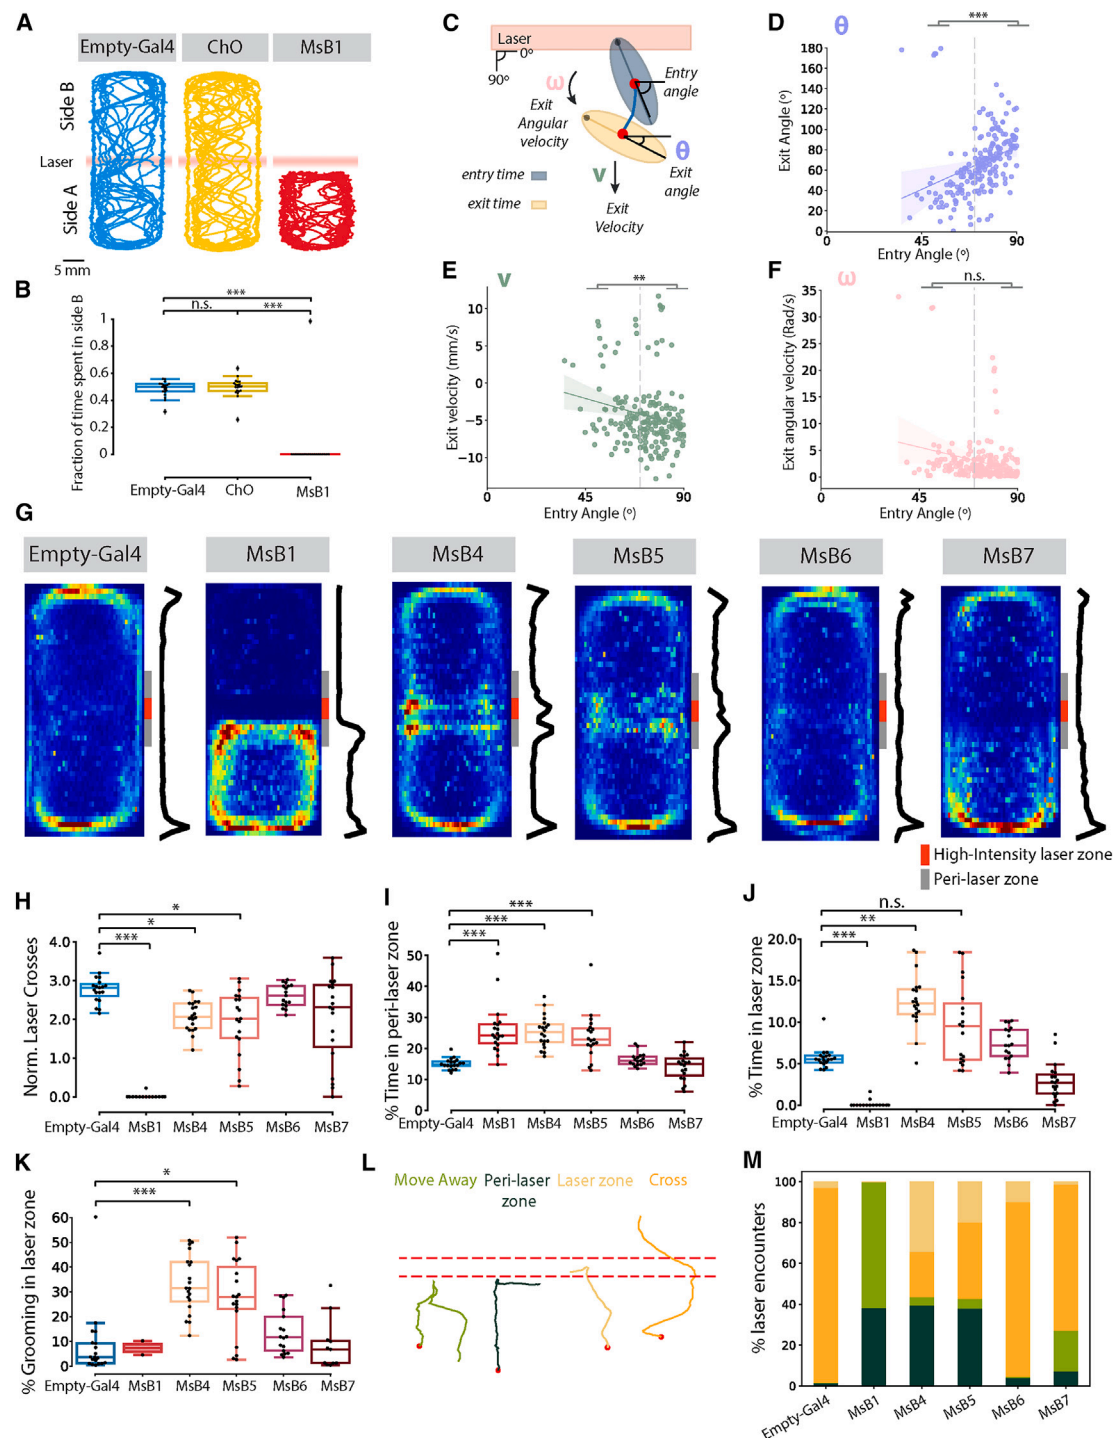 A
Empty-Gal4 ChO MsB1
Side B
Laser
Side A
5 mm
B
Fraction of time spent in side B
***
n.s. ***
1
0.8
0.6
0.4
0.2
0
Empty-Gal4 ChO MsB1
C
Laser
0º
90º
ω
Exit
Angular
velocity
Entry
angle
θ
Exit
angle
v
Exit
Velocity
entry time
exit time
D
θ
***
Exit Angle (º)
180
160
140
120
100
80
60
40
20
0
0 45 90
Entry Angle (º)
E
v
**
Exit velocity (mm/s)
10
5
0
−5
−10
0 45 90
Entry Angle (º)
F
ω
n.s.
Exit angular velocity (Rad/s)
35
30
25
20
15
10
5
0
0 45 90
Entry Angle (º)
G
Empty-Gal4 MsB1 MsB4 MsB5 MsB6 MsB7
High-Intensity laser zone
Peri-laser zone
H
*
*
***
Norm. Laser Crosses
4.0
3.0
2.0
1.0
0.0
Empty-Gal4 MsB1 MsB4 MsB5 MsB6 MsB7
I
***
***
***
% Time in peri-laser zone
50
40
30
20
10
0
Empty-Gal4 MsB1 MsB4 MsB5 MsB6 MsB7
J
n.s.
**
***
% Time in laser zone
20.0
15.0
10.0
5.0
0.0
Empty-Gal4 MsB1 MsB4 MsB5 MsB6 MsB7
K
*
***
% Grooming in laser zone
60
50
40
30
20
10
0
Empty-Gal4 MsB1 MsB4 MsB5 MsB6 MsB7
L
Move Away Peri-laser zone Laser zone Cross
M
% laser encounters
100
80
60
40
20
0
Empty-Gal4 MsB1 MsB4 MsB5 MsB6 MsB7